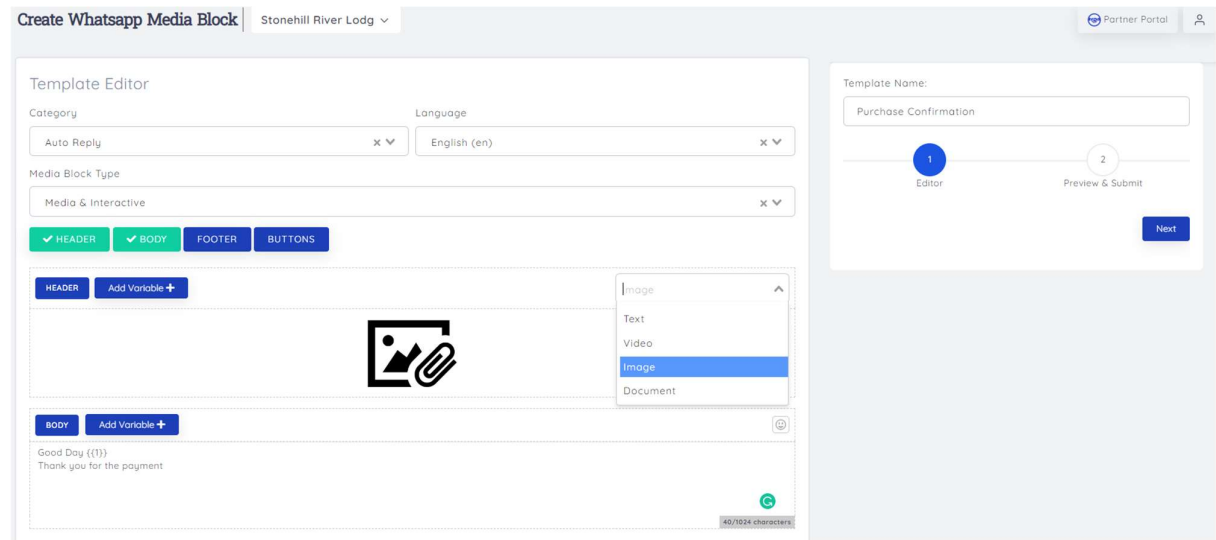 Create Whatsapp Media Block
Stonehill River Lodg
Partner Portal
Template Editor
Category
Language
Auto Reply
English (en)
Media Block Type
Media & Interactive
HEADER
BODY
FOOTER
BUTTONS
HEADER
Add Variable
Image
Text
Video
Image
Document
BODY
Add Variable
Good Day {{1}}
Thank you for the payment
40/1024 characters
Template Name:
Purchase Confirmation
1
2
Editor
Preview & Submit
Next